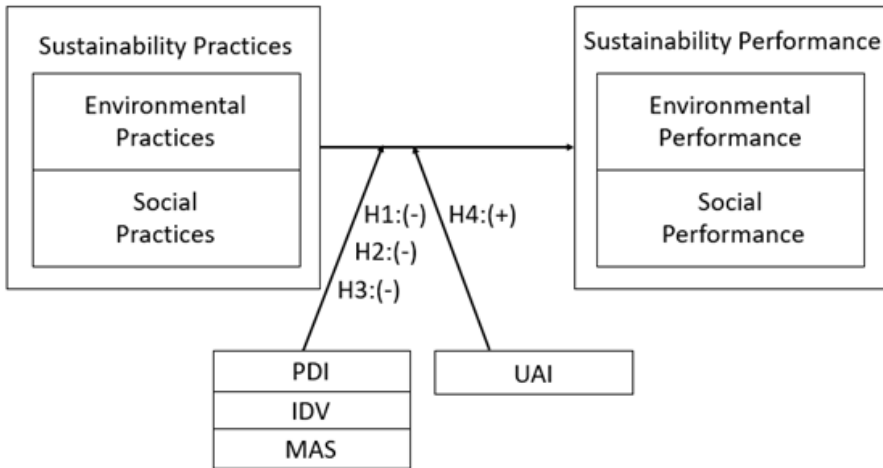 Sustainability Practices
Environmental
Practices
Social
Practices
Sustainability Performance
Environmental
Performance
Social
Performance
H1:(-)
H2:(-)
H3:(-)
H4:(+)
PDI
IDV
MAS
UAI